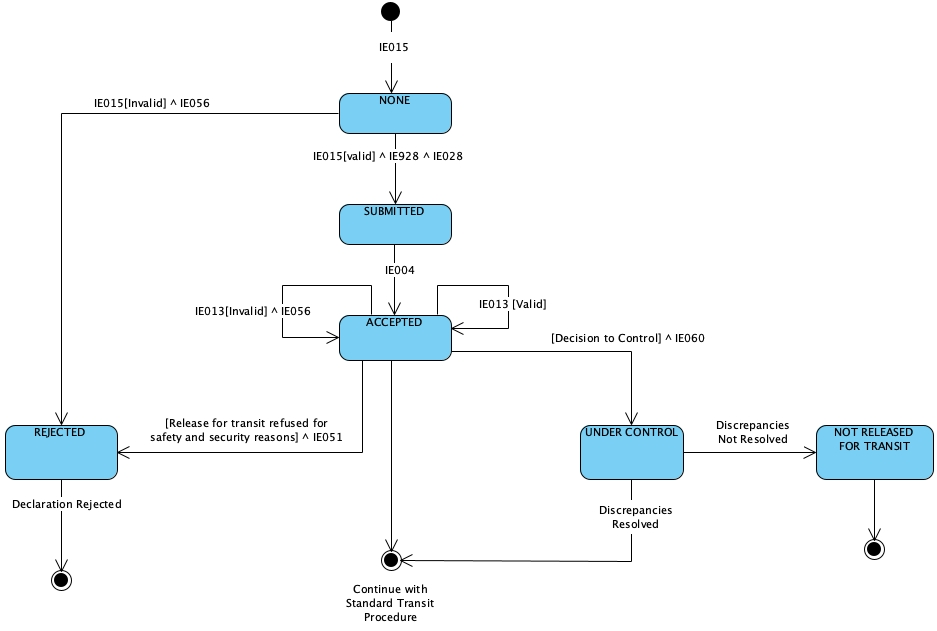 IE015
IE015[Invalid] ^ IE056
NONE
IE015[valid] ^ IE928 ^ IE028
SUBMITTED
IE004
IE013[Invalid] ^ IE056
IE013 [Valid]
ACCEPTED
[Decision to Control] ^ IE060
[Release for transit refused for
safety and security reasons] ^ IE051
REJECTED
UNDER CONTROL
Discrepancies
Not Resolved
NOT RELEASED
FOR TRANSIT
Declaration Rejected
Discrepancies
Resolved
Continue with
Standard Transit
Procedure